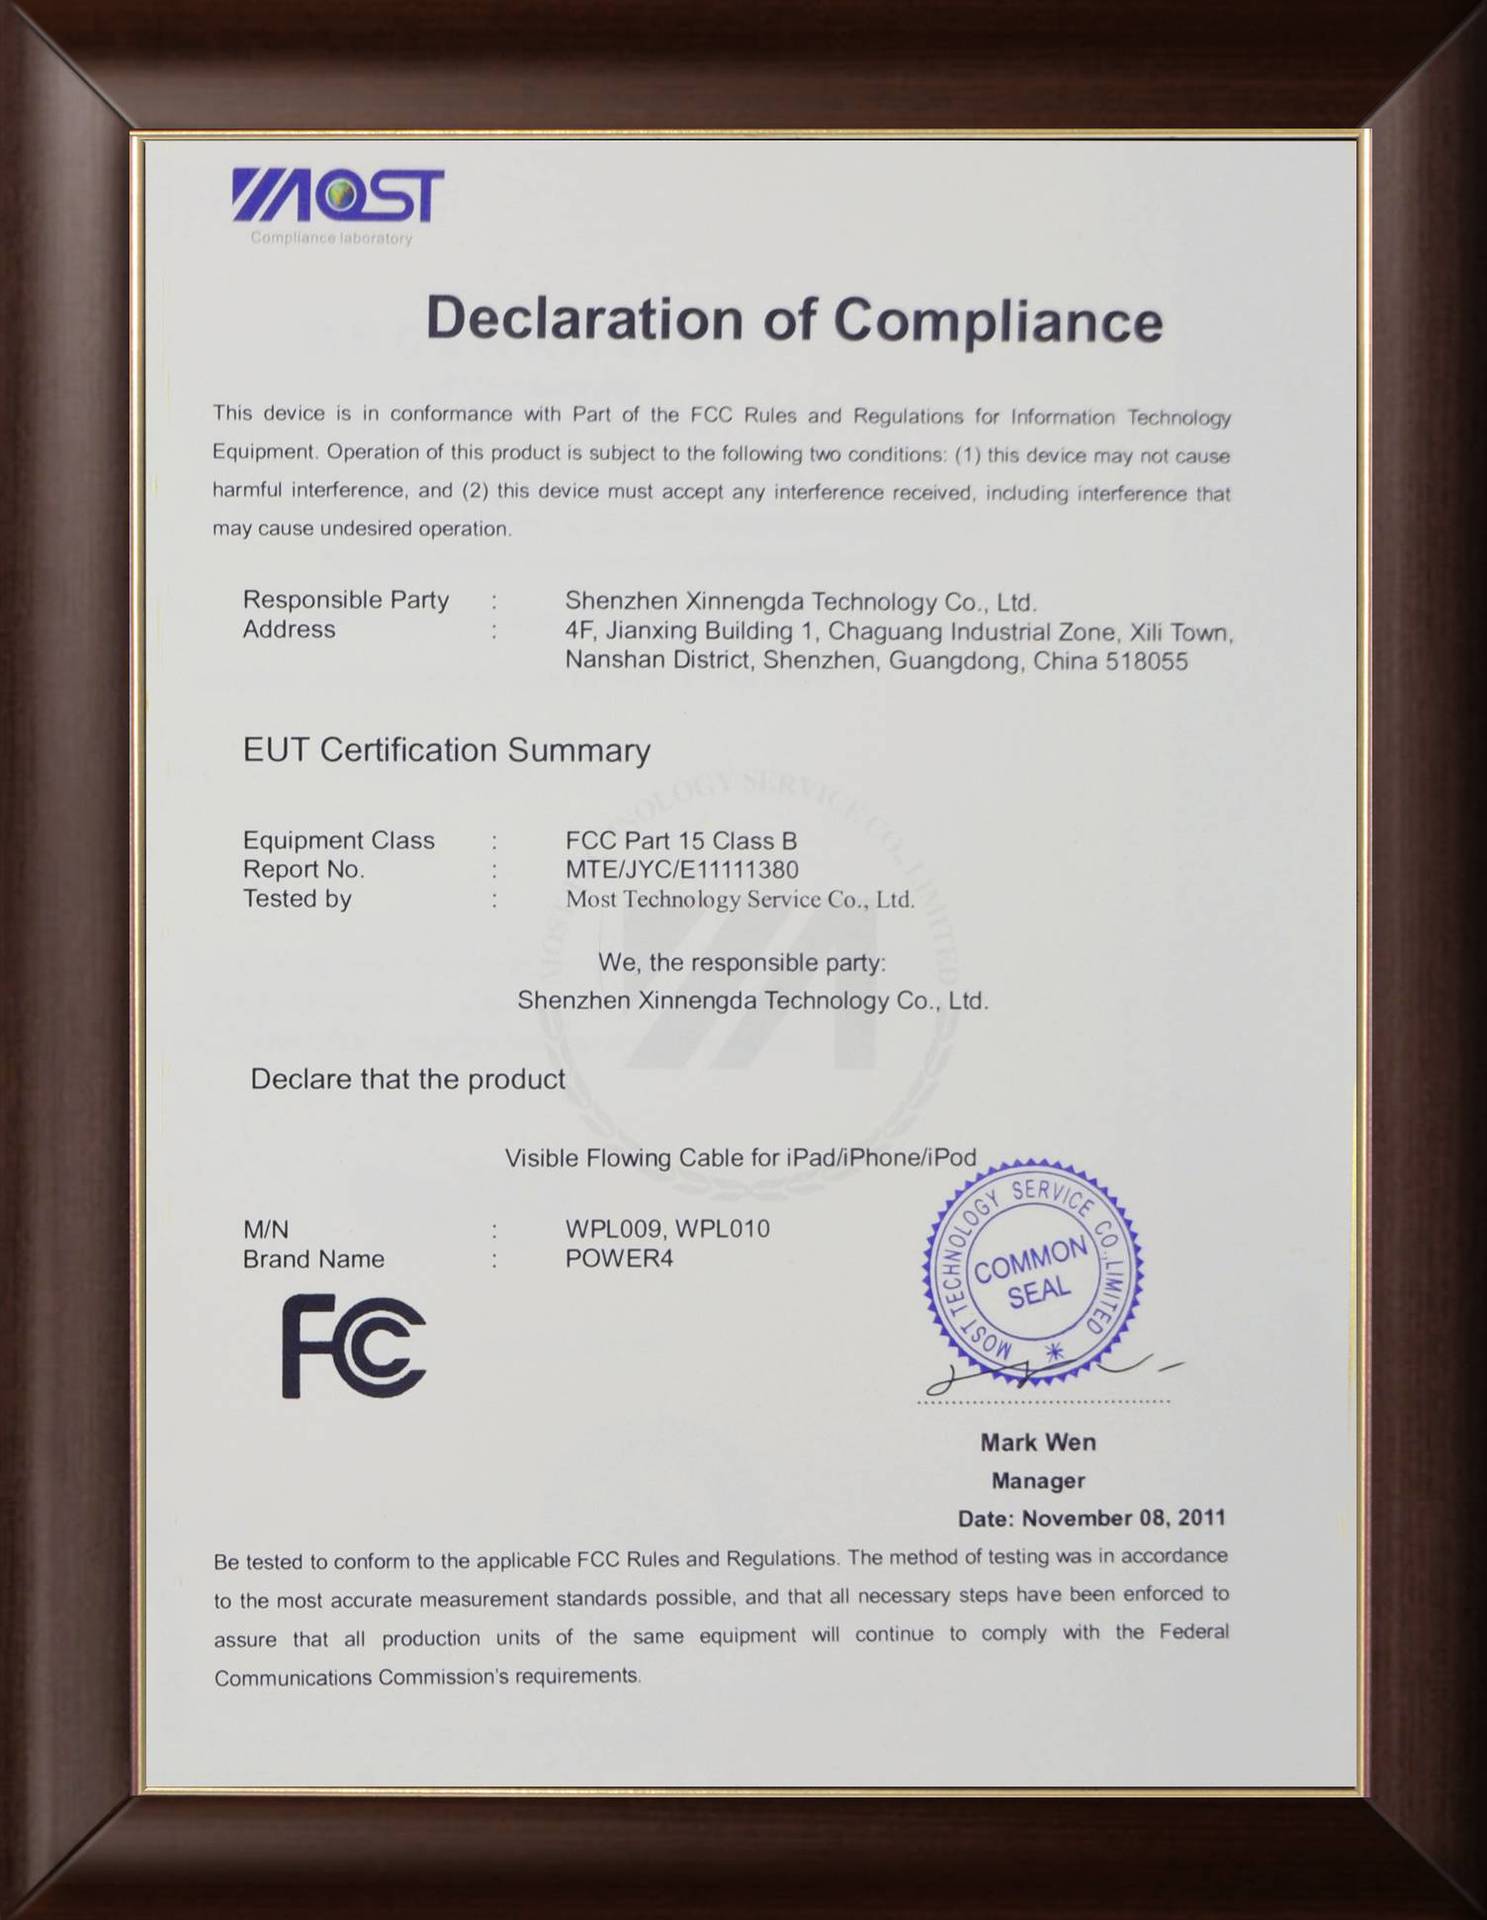 MOST
Compliance laboratory
Declaration of Compliance
This device is in conformance with Part of the FCC Rules and Regulations for Information Technology
Equipment. Operation of this product is subject to the following two conditions: (1) this device may not cause
harmful interference, and (2) this device must accept any interference received, including interference that
may cause undesired operation.
Responsible Party : Shenzhen Xinnengda Technology Co., Ltd.
Address : 4F, Jianxing Building 1, Chaguang Industrial Zone, Xili Town,
Nanshan District, Shenzhen, Guangdong, China 518055
EUT Certification Summary
Equipment Class : FCC Part 15 Class B
Report No. : MTE/JYC/E11111380
Tested by : Most Technology Service Co., Ltd.
We, the responsible party:
Shenzhen Xinnengda Technology Co., Ltd.
Declare that the product
Visible Flowing Cable for iPad/iPhone/iPod
M/N : WPL009, WPL010
Brand Name : POWER4
FCC
MOST TECHNOLOGY SERVICE CO.,LIMITED
COMMON
SEAL
Mark Wen
Manager
Date: November 08, 2011
Be tested to conform to the applicable FCC Rules and Regulations. The method of testing was in accordance
to the most accurate measurement standards possible, and that all necessary steps have been enforced to
assure that all production units of the same equipment will continue to comply with the Federal
Communications Commission's requirements.